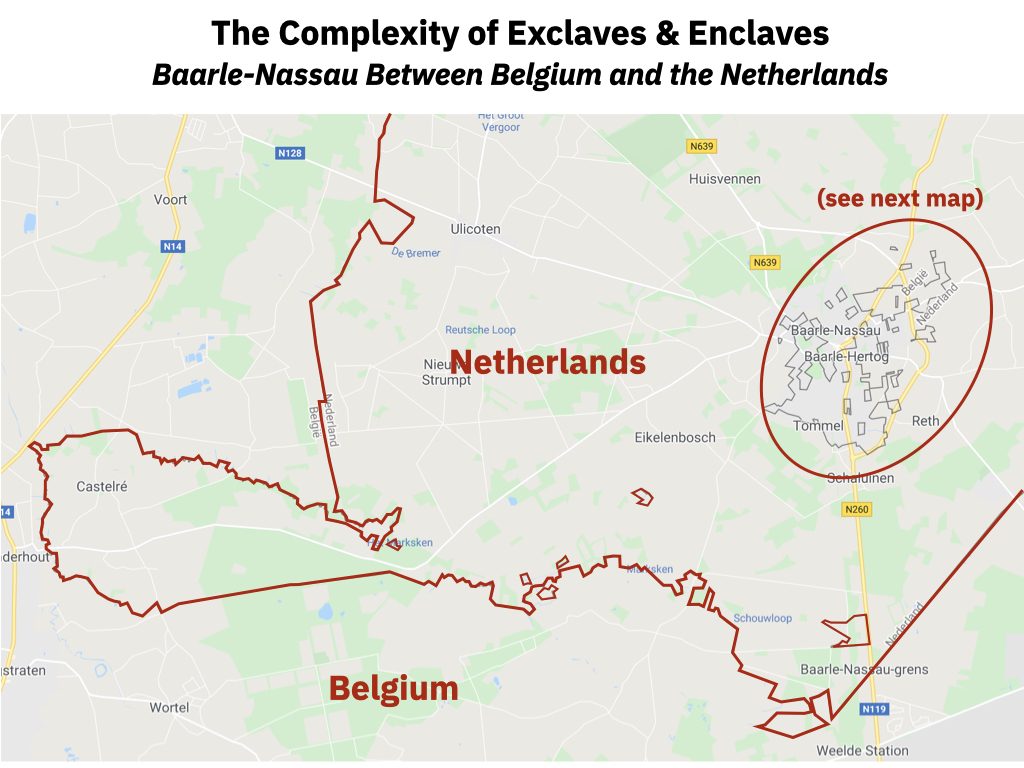 The Complexity of Exclaves & Enclaves
Baarle-Nassau Between Belgium and the Netherlands
Het Groot
Vergoor
N128
N639
Huisvennen
Voort
(see next map)
Ulicoten
N14
De Bremer
N639
België
Nederland
Reutsche Loop
Baarle-Nassau
Netherlands
Baarle-Hertog
Nieuw
Strumpt
Nederland
België
Tommel
Reth
Eikelenbosch
Schaluinen
Castelré
N260
14
Het Merksken
nderhout
Marksken
Schouwloop
Nederland
straten
Baarle-Nassau-grens
Belgium
Wortel
N119
Weelde Station